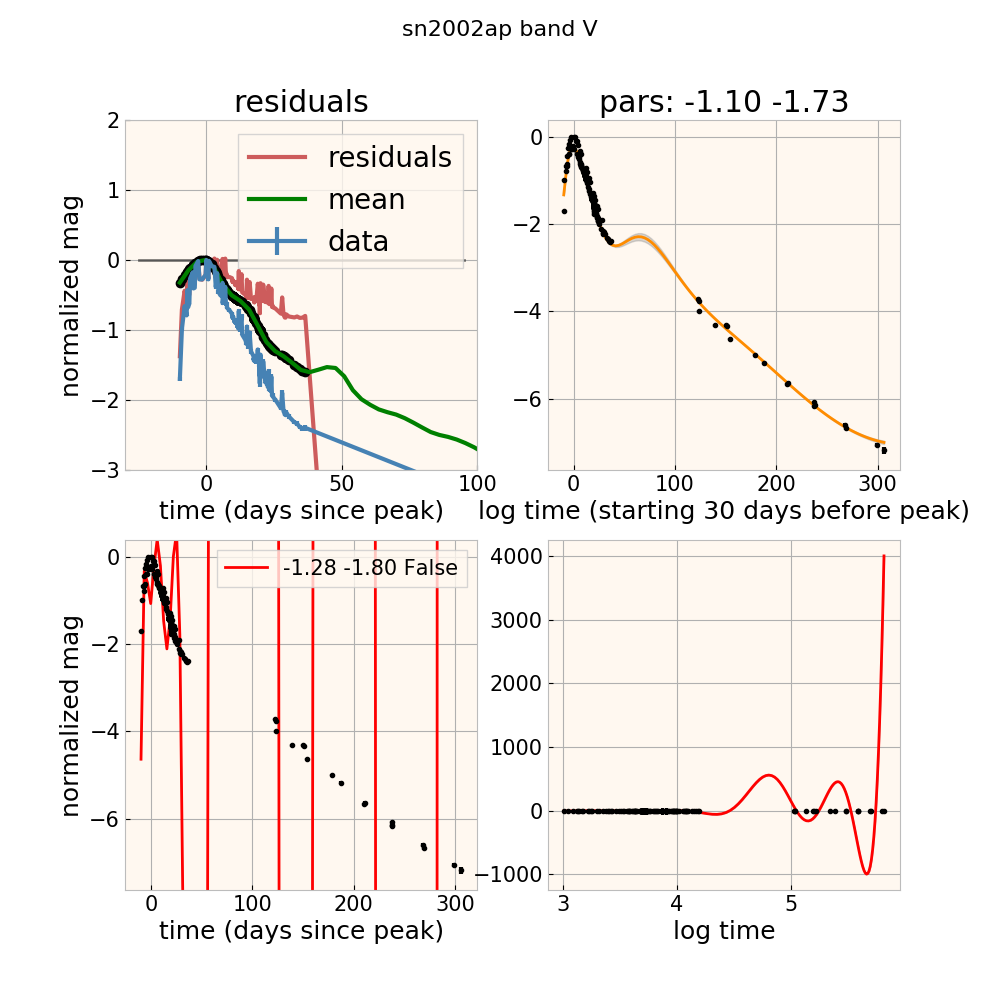 sn2002ap band V
residuals
pars: -1.10 -1.73
2
1
0
−1
−2
−3
normalized mag
residuals
mean
data
0
50
100
time (days since peak)
0
−2
−4
−6
0
100
200
300
log time (starting 30 days before peak)
0
−2
−4
−6
normalized mag
-1.28 -1.80 False
0
100
200
300
time (days since peak)
4000
3000
2000
1000
0
−1000
3
4
5
log time